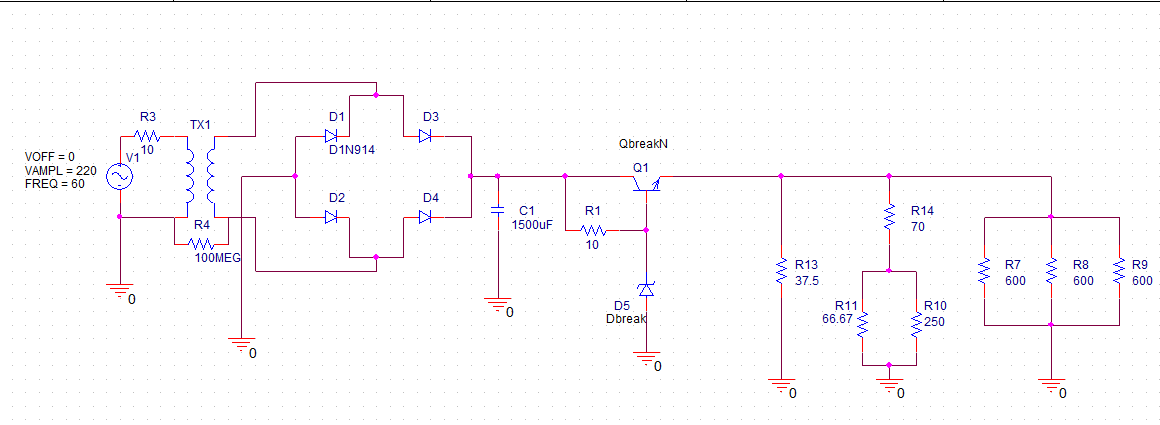 QbreakN
R3
TX1
D1
D3
Q1
10
D1N914
VOFF = 0
VAMPL = 220
FREQ = 60
V1
D2
D4
C1
1500uF
R1
10
R14
70
R4
100MEG
R13
37.5
R7
600
R8
600
R9
600
D5
Dbreak
R11
66.67
R10
250
0
0
0
0
0
0
0